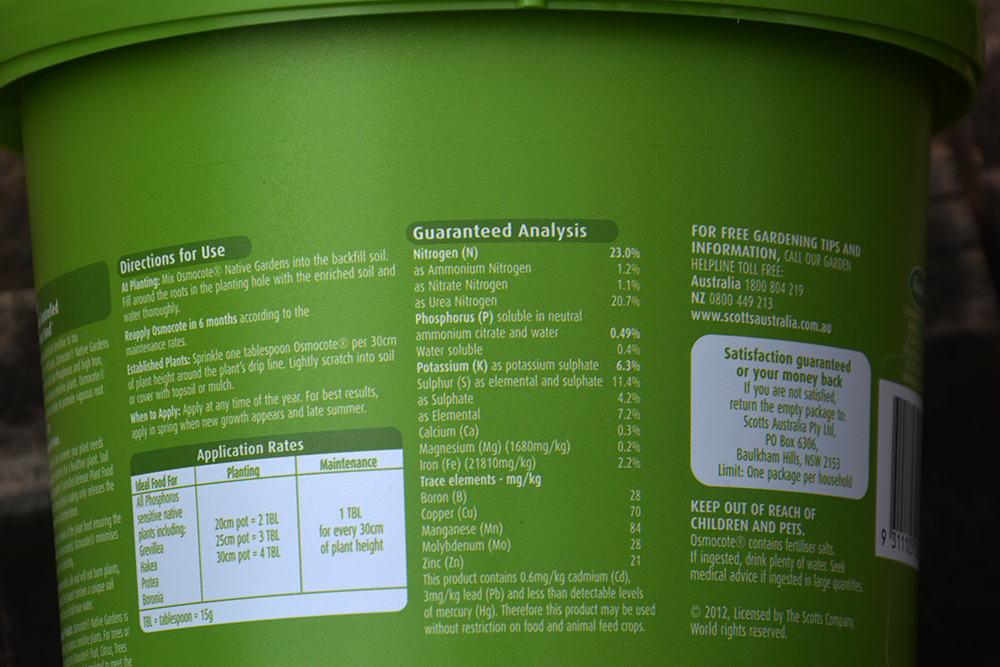 Directions for Use
At Planting: Mix Osmocote® Native Gardens into the backfill soil.
Fill around the roots in the planting hole with the enriched soil and
water thoroughly.
Reapply Osmocote in 6 months according to the
maintenance rates.
Established Plants: Sprinkle one tablespoon Osmocote® per 30cm
of plant height around the plant's drip line. Lightly scratch into soil
or cover with topsoil or mulch.
When to Apply: Apply at any time of the year. For best results,
apply in spring when new growth appears and late summer.
Application Rates
Ideal Food For Planting Maintenance
All Phosphorus
sensitive native
plants including:
Grevillea
Hakea
Protea
Boronia
20cm pot = 2 TBL
25cm pot = 3 TBL
30cm pot = 4 TBL
1 TBL
for every 30cm
of plant height
TBL = tablespoon = 15g
Guaranteed Analysis
Nitrogen (N) 23.0%
as Ammonium Nitrogen 1.2%
as Nitrate Nitrogen 1.1%
as Urea Nitrogen 20.7%
Phosphorus (P) soluble in neutral
ammonium citrate and water 0.49%
Water soluble 0.4%
Potassium (K) as potassium sulphate 6.3%
Sulphur (S) as elemental and sulphate 11.4%
as Sulphate 4.2%
as Elemental 7.2%
Calcium (Ca) 0.3%
Magnesium (Mg) (1680mg/kg) 0.2%
Iron (Fe) (21810mg/kg) 2.2%
Trace elements - mg/kg
Boron (B) 28
Copper (Cu) 70
Manganese (Mn) 84
Molybdenum (Mo) 28
Zinc (Zn) 21
This product contains 0.6mg/kg cadmium (Cd),
3mg/kg lead (Pb) and less than detectable levels
of mercury (Hg). Therefore this product may be used
without restriction on food and animal feed crops.
FOR FREE GARDENING TIPS AND
INFORMATION, CALL OUR GARDEN
HELPLINE TOLL FREE:
Australia 1800 804 219
NZ 0800 449 213
www.scottsaustralia.com.au
Satisfaction guaranteed
or your money back
If you are not satisfied,
return the empty package to:
Scotts Australia Pty Ltd,
PO Box 6306,
Baulkham Hills, NSW 2153
Limit: One package per household
KEEP OUT OF REACH OF
CHILDREN AND PETS.
Osmocote® contains fertiliser salts.
If ingested, drink plenty of water. Seek
medical advice if ingested in large quantities.
© 2012, Licensed by The Scotts Company.
World rights reserved.